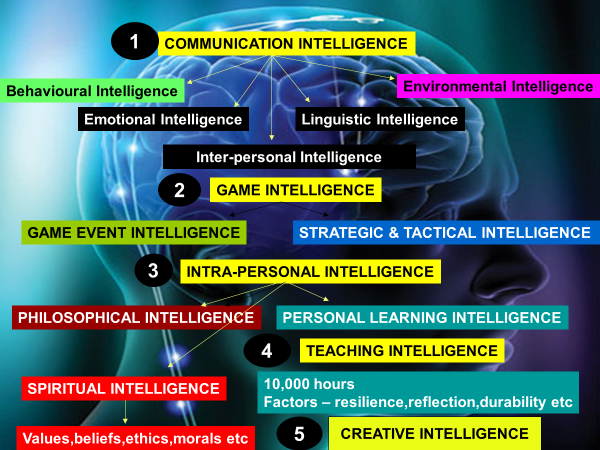 1
COMMUNICATION INTELLIGENCE
Behavioural Intelligence
Environmental Intelligence
Emotional Intelligence
Linguistic Intelligence
Inter-personal Intelligence
2
GAME INTELLIGENCE
GAME EVENT INTELLIGENCE
STRATEGIC & TACTICAL INTELLIGENCE
3
INTRA-PERSONAL INTELLIGENCE
PHILOSOPHICAL INTELLIGENCE
PERSONAL LEARNING INTELLIGENCE
4
TEACHING INTELLIGENCE
SPIRITUAL INTELLIGENCE
10,000 hours
Factors – resilience,reflection,durability etc
Values,beliefs,ethics,morals etc
5
CREATIVE INTELLIGENCE